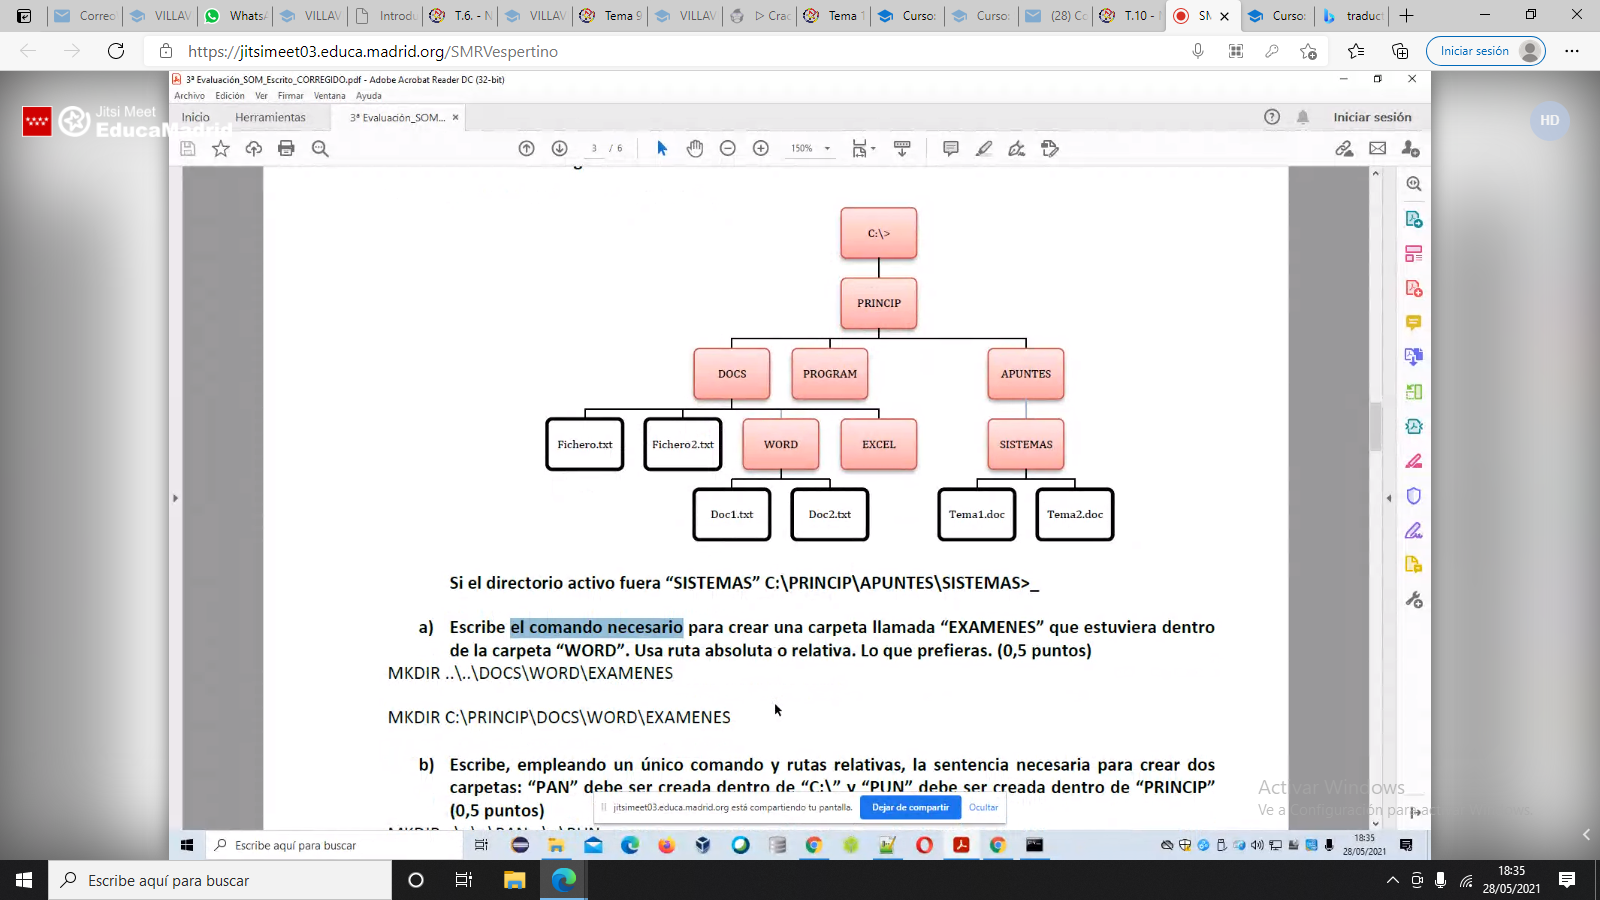 Correo
VILLAV
WhatsA
VILLAV
Introdu
T.6. - N
VILLAV
Tema 9
VILLAV
Crac
Tema 1
Curso:
Curso:
(28) Co
T.10 -
SM
Curso:
traduct
https://jitsimeet03.educa.madrid.org/SMRVespertino
Iniciar sesión
3ª Evaluación_SOM_Escrito_CORREGIDO.pdf - Adobe Acrobat Reader DC (32-bit)
Archivo Edición Ver Firmar Ventana Ayuda
Jitsi Meet
EducaMadrid
HD
Inicio Herramientas 3ª Evaluación_SOM... Iniciar sesión
3 / 6 150%
C:\>
PRINCIP
DOCS PROGRAM APUNTES
Fichero.txt Fichero2.txt WORD EXCEL SISTEMAS
Doc1.txt Doc2.txt Tema1.doc Tema2.doc
Si el directorio activo fuera “SISTEMAS” C:\PRINCIP\APUNTES\SISTEMAS>_
a) Escribe el comando necesario para crear una carpeta llamada “EXAMENES” que estuviera dentro
de la carpeta “WORD”. Usa ruta absoluta o relativa. Lo que prefieras. (0,5 puntos)
MKDIR ..\..\DOCS\WORD\EXAMENES
MKDIR C:\PRINCIP\DOCS\WORD\EXAMENES
b) Escribe, empleando un único comando y rutas relativas, la sentencia necesaria para crear dos
carpetas: “PAN” debe ser creada dentro de “C:\” y “PUN” debe ser creada dentro de “PRINCIP”
(0,5 puntos)
jitsimeet03.educa.madrid.org está compartiendo tu pantalla. Dejar de compartir Ocultar
Activar Windows
Ve a Configuración para activar Windows.
Escribe aquí para buscar
18:35
28/05/2021
Escribe aquí para buscar
18:35
28/05/2021